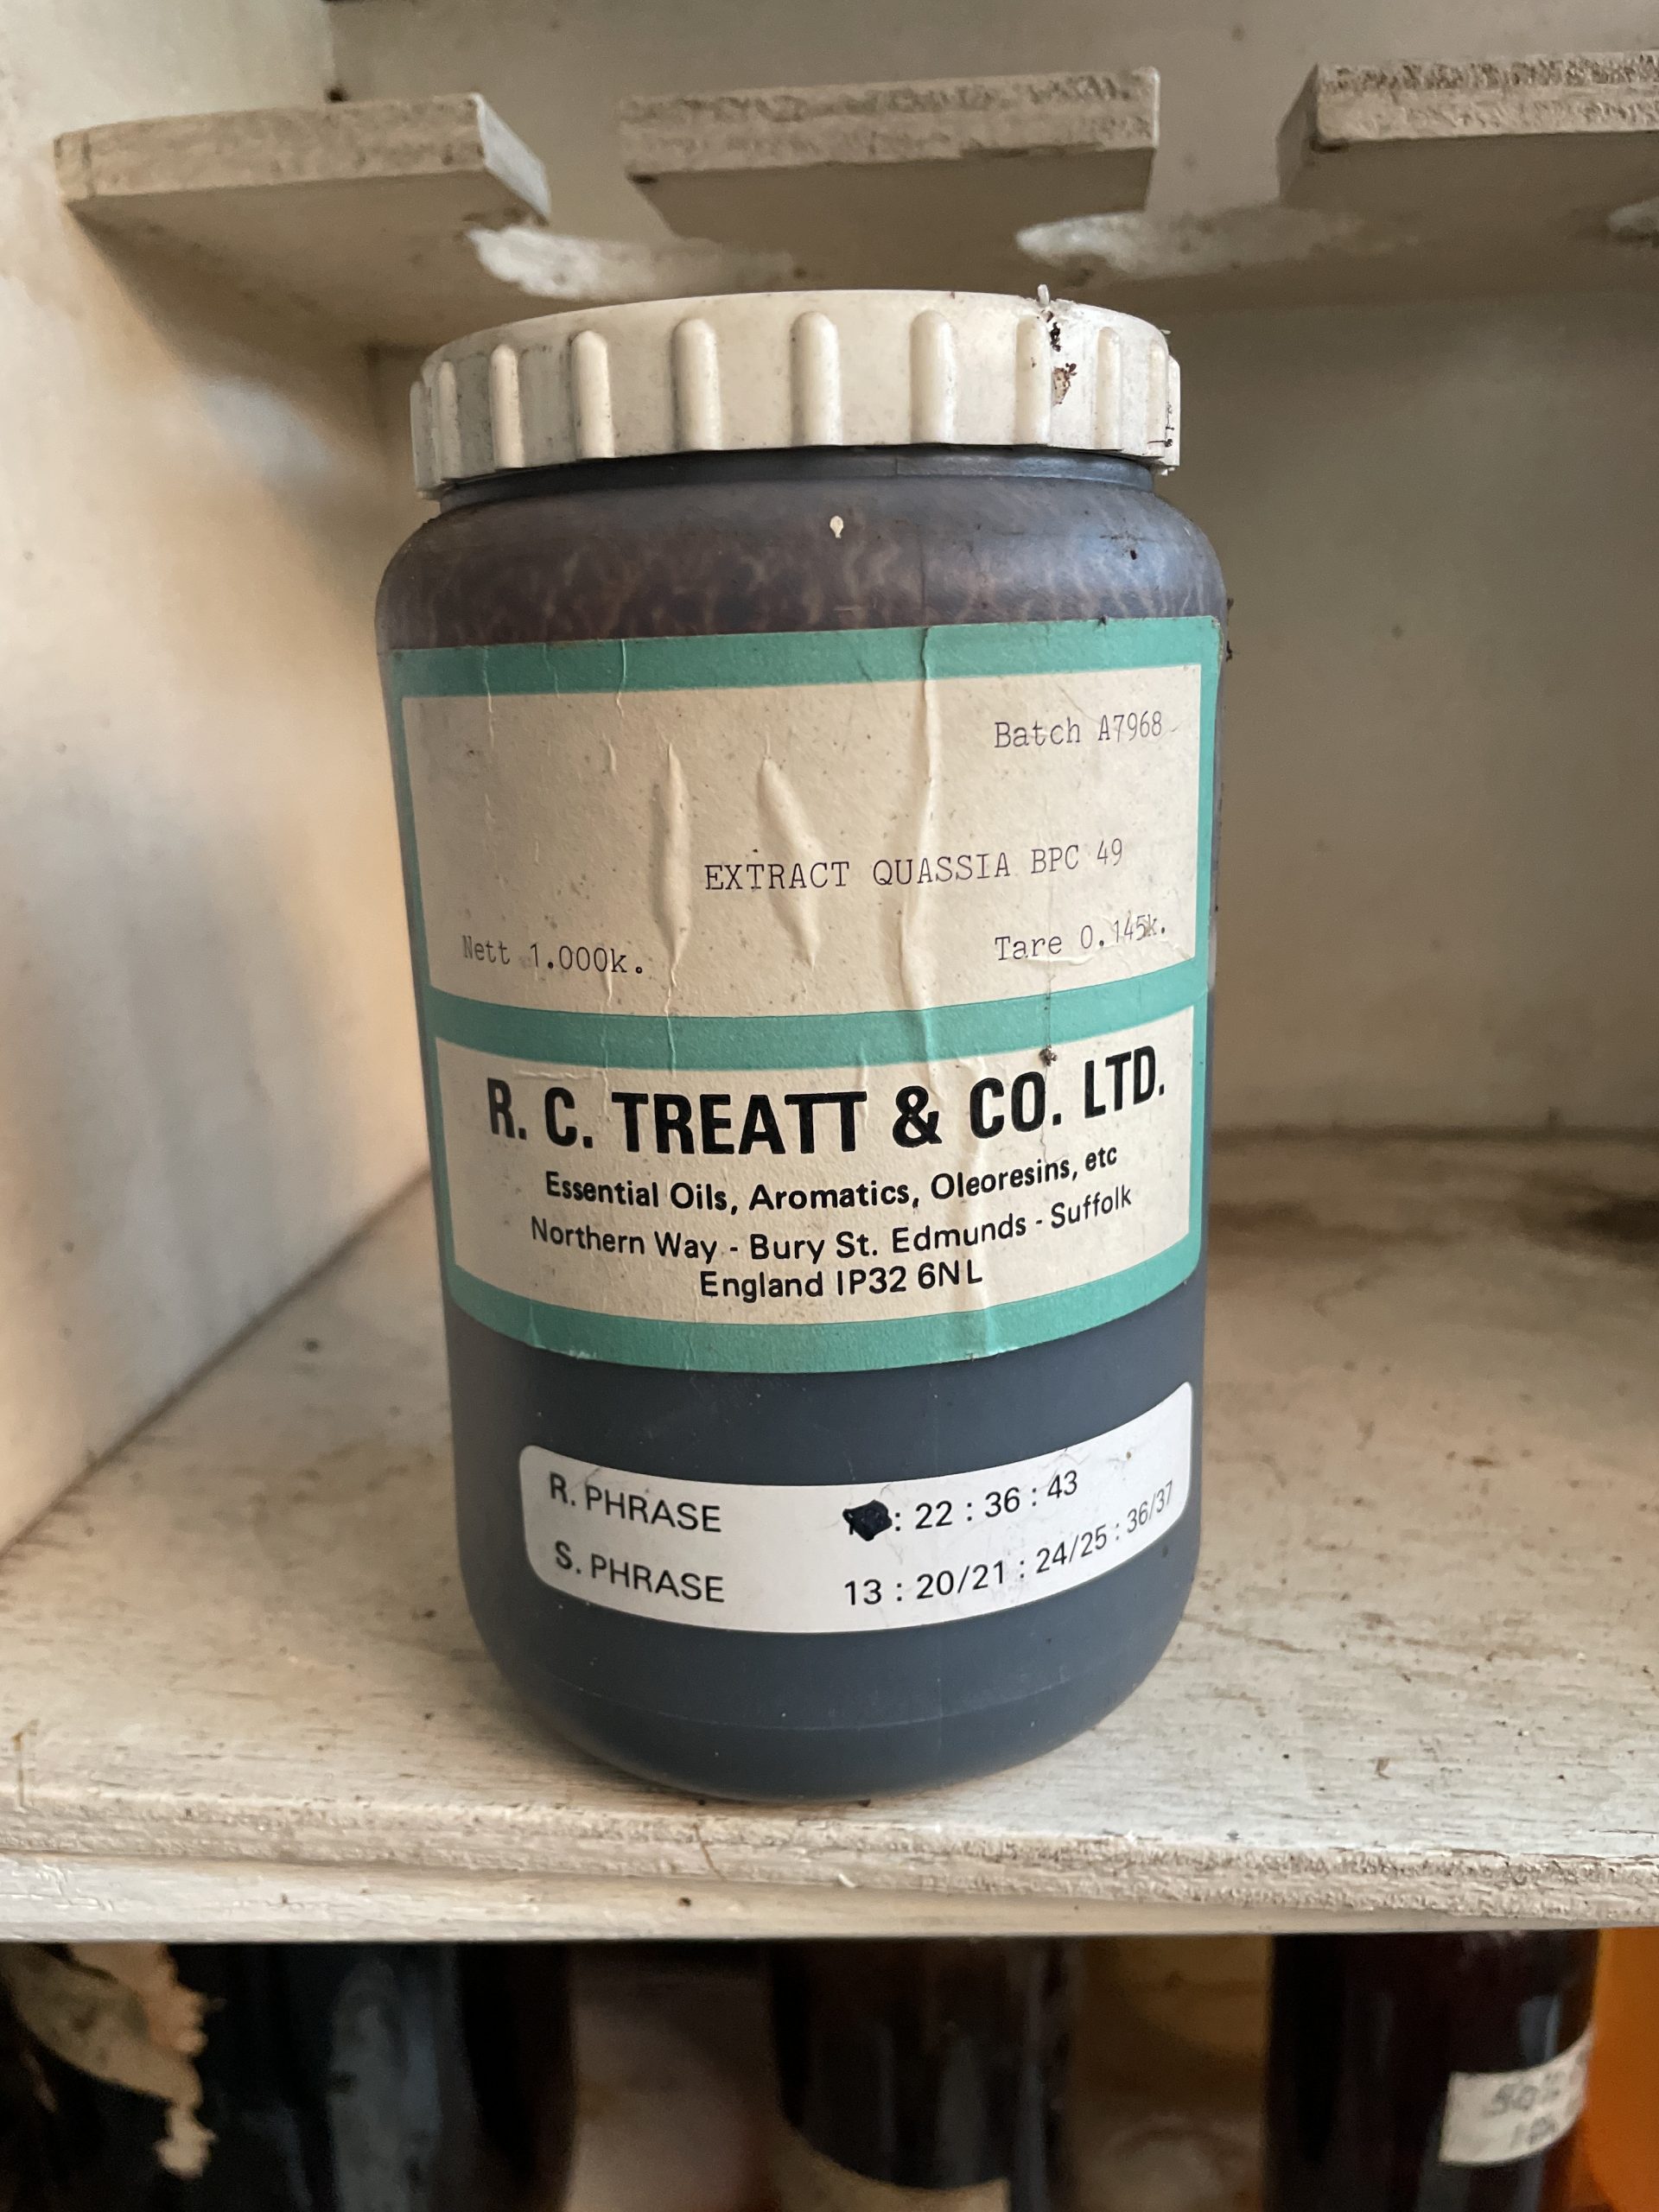 Batch A7968
EXTRACT QUASSIA BPC 49
Nett 1.000k. Tare 0.145k.
R. C. TREATT & CO. LTD.
Essential Oils, Aromatics, Oleoresins, etc
Northern Way - Bury St. Edmunds - Suffolk
England IP32 6NL
R. PHRASE : 22 : 36 : 43
S. PHRASE 13 : 20/21 : 24/25 : 36/37